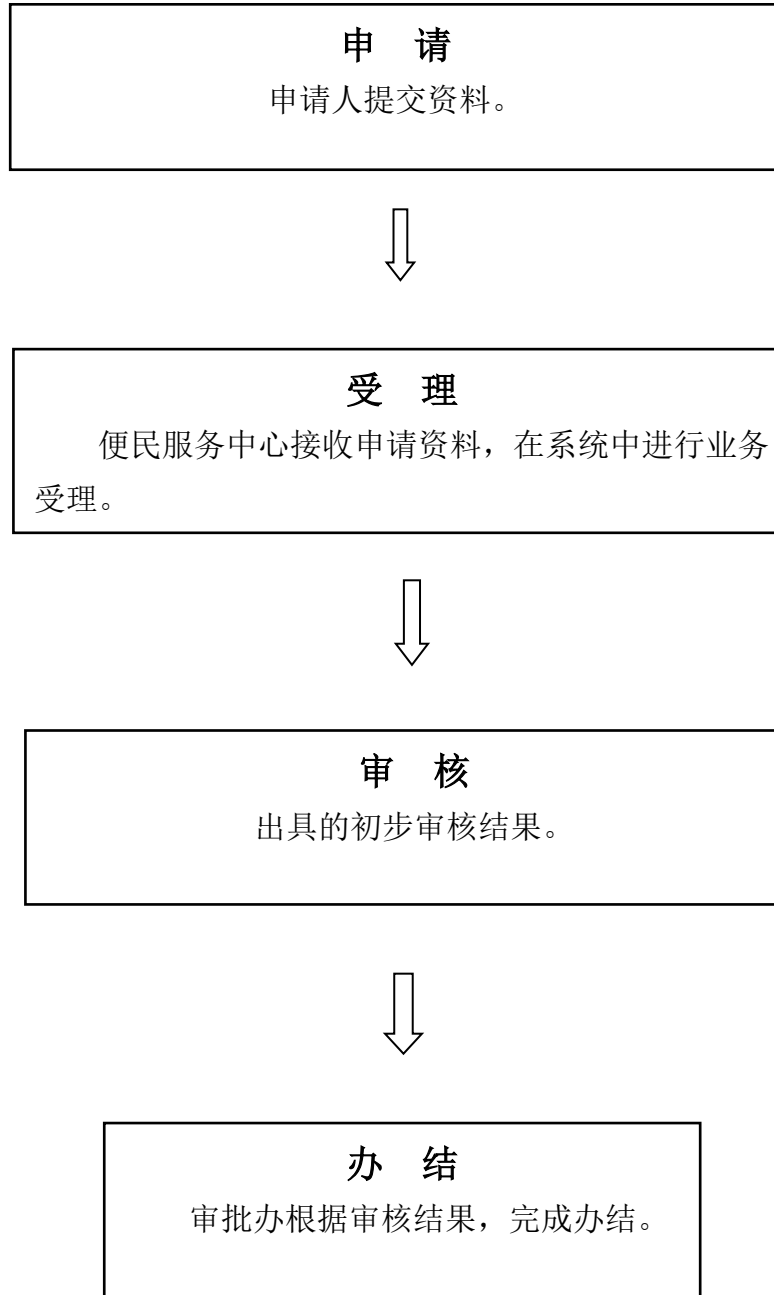 申 请
申请人提交资料。
受 理
便民服务中心接收申请资料，在系统中进行业务
受理。
审 核
出具的初步审核结果。
办 结
审批办根据审核结果，完成办结。